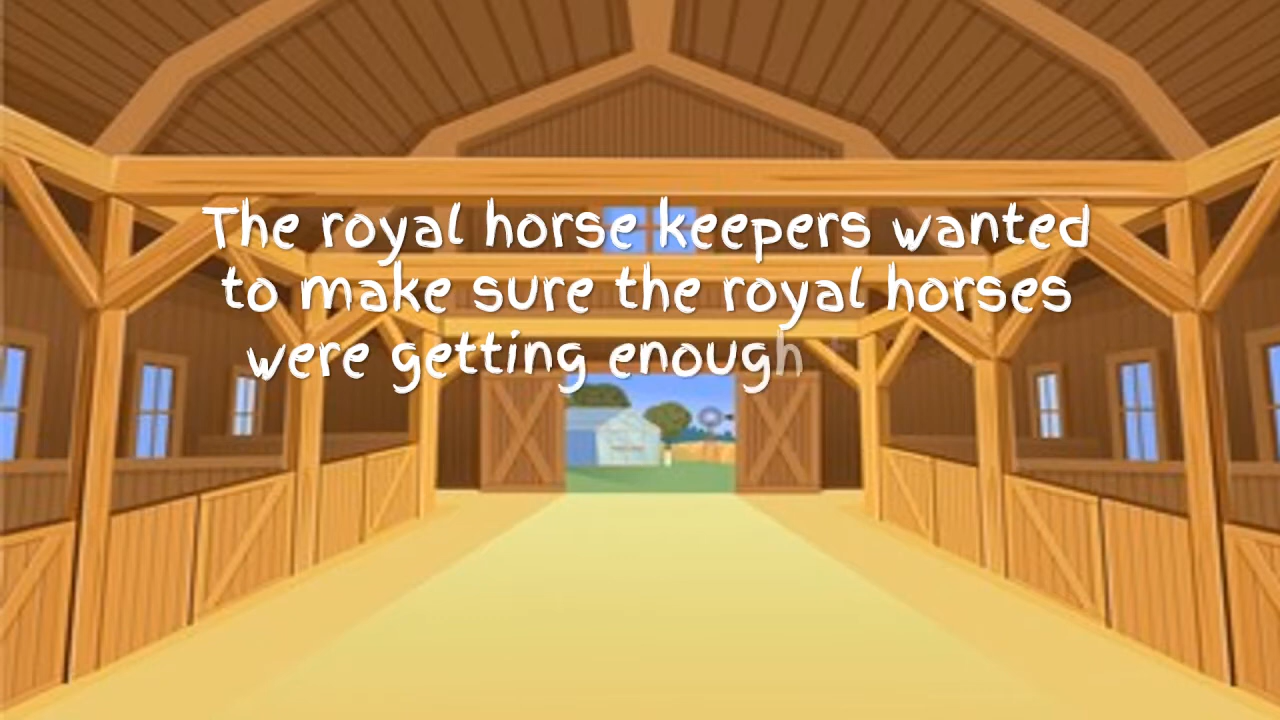 The royal horse keepers wanted
to make sure the royal horses
were getting enough